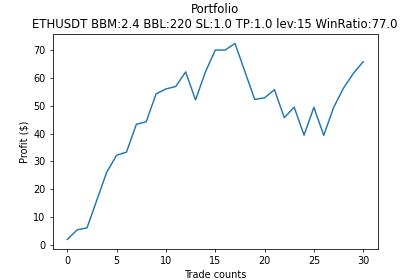 Portfolio
ETHUSDT BBM:2.4 BBL:220 SL:1.0 TP:1.0 lev:15 WinRatio:77.0
70
60
50
40
30
20
10
0
Profit ($)
0 5 10 15 20 25 30
Trade counts